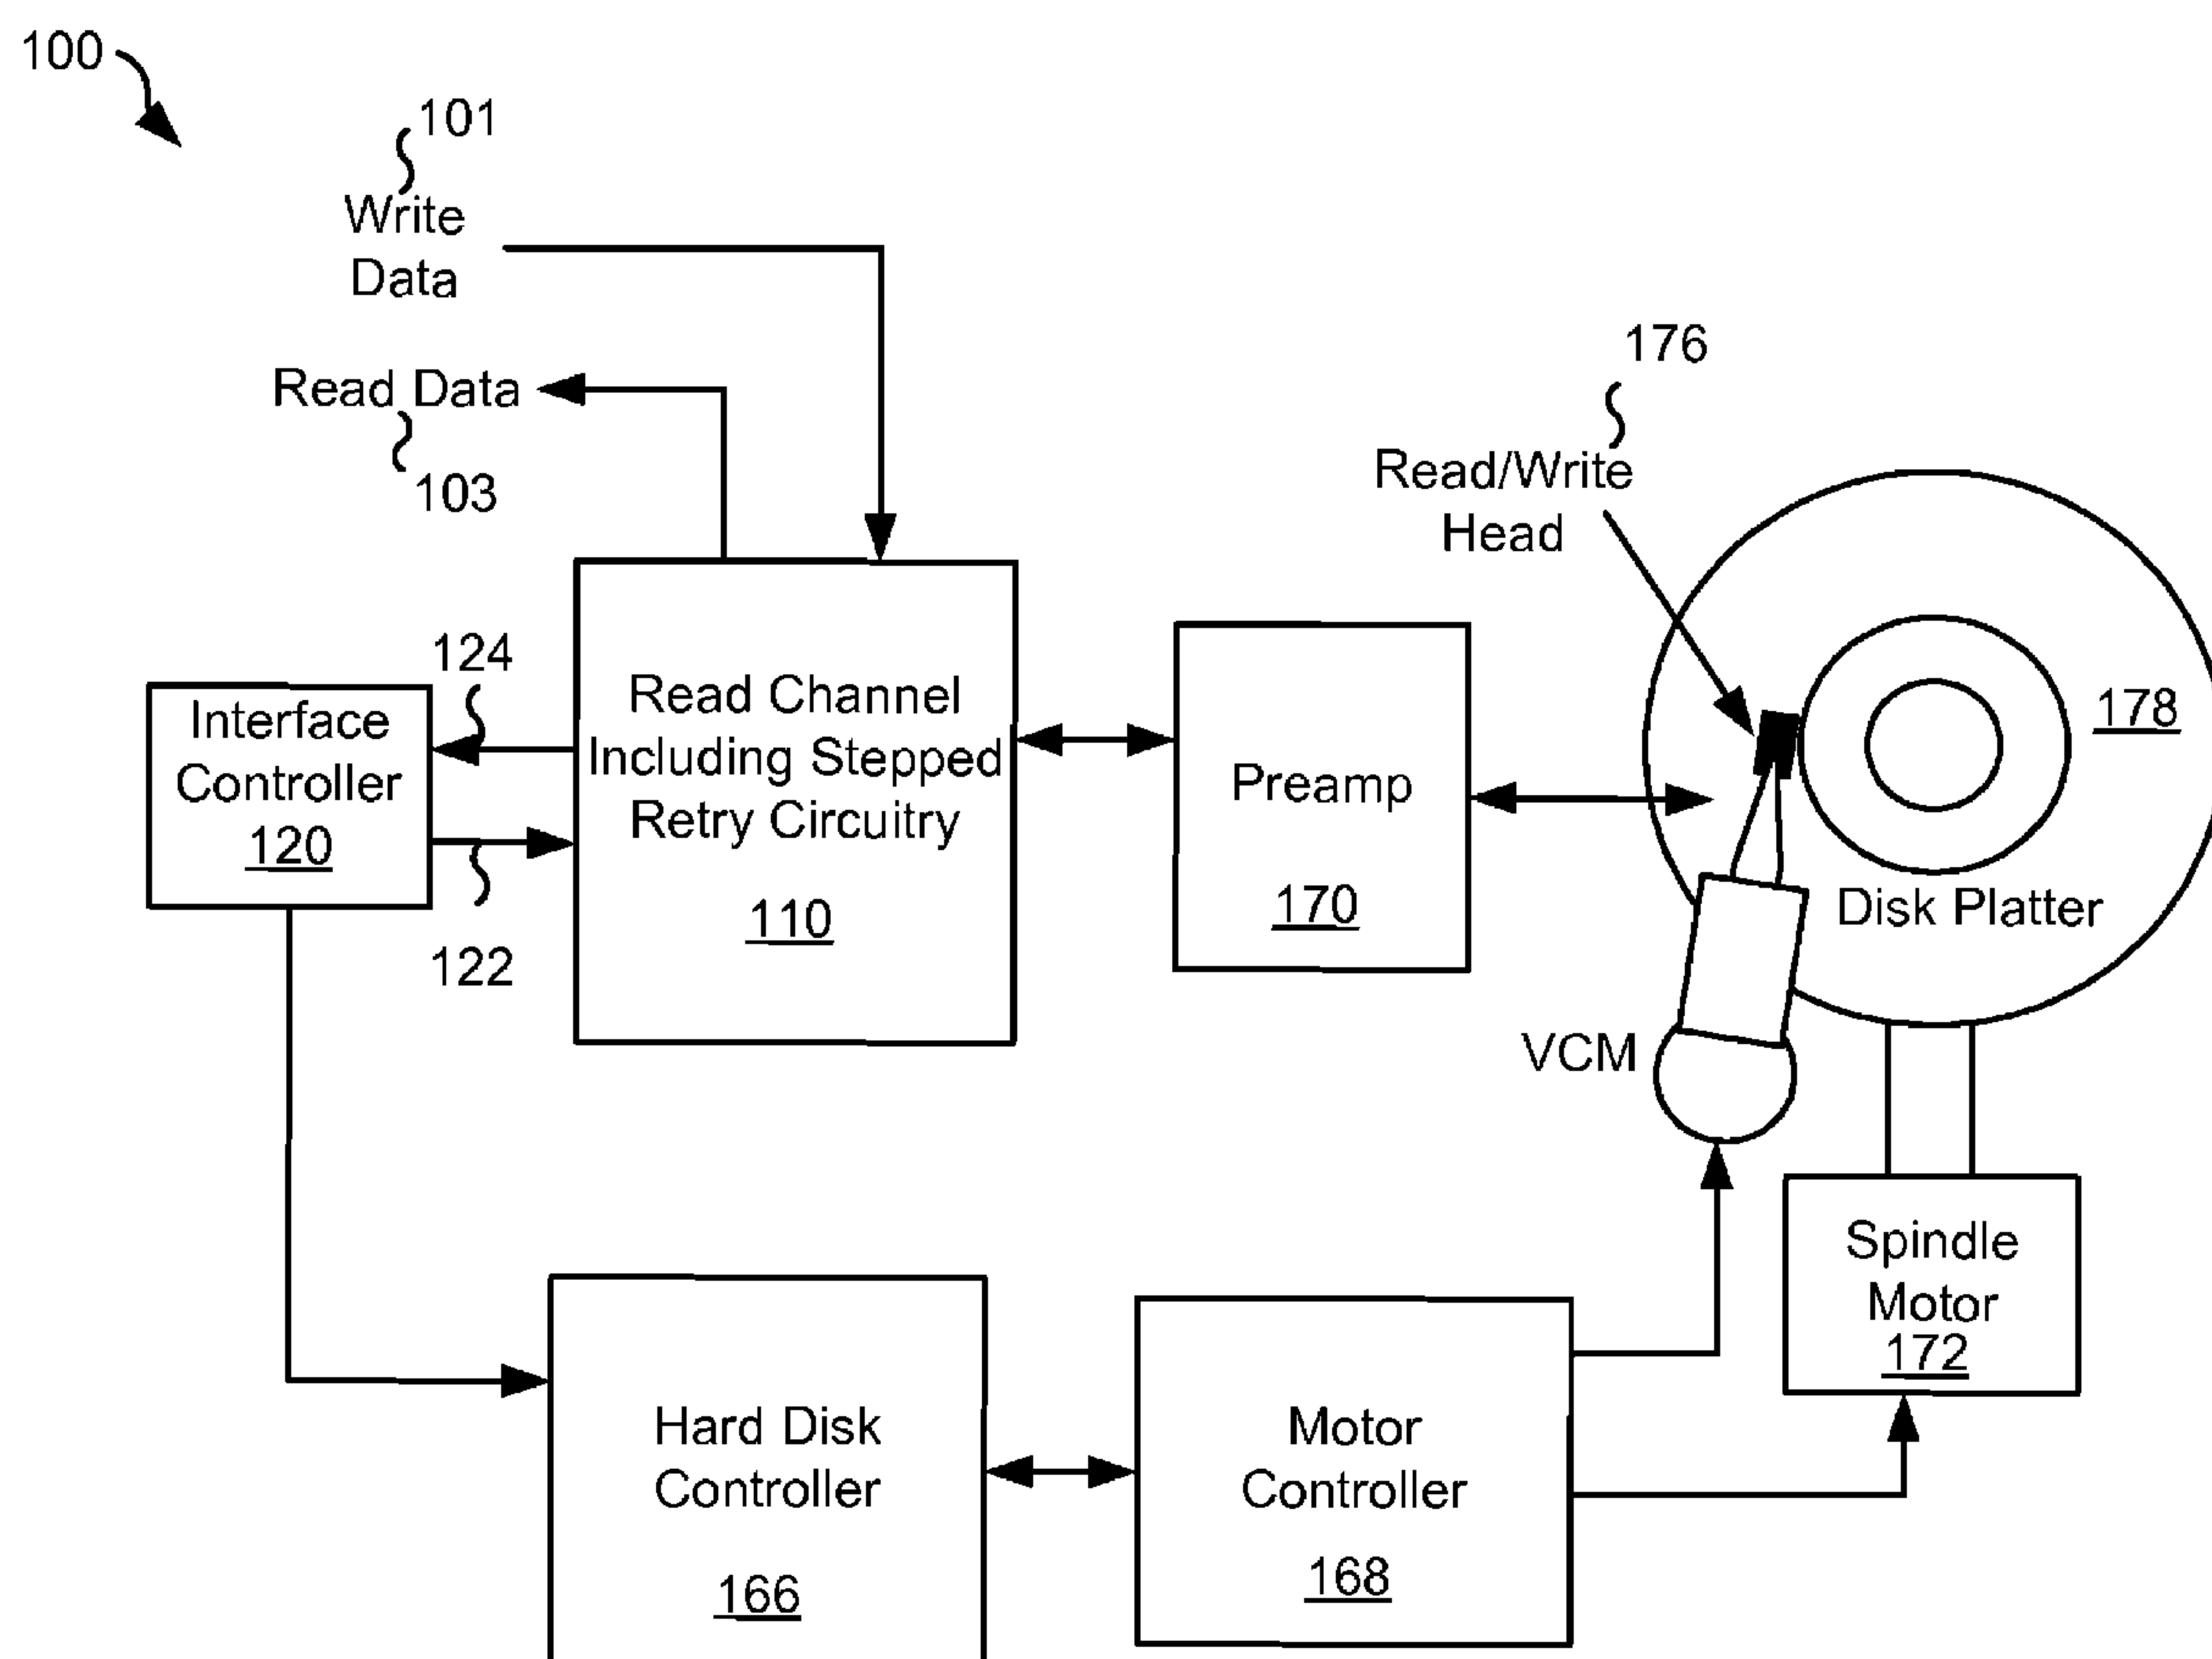 100
101
Write
Data
Read Data
103
176
Read/Write
Head
124
Interface
Controller
120
122
Read Channel
Including Stepped
Retry Circuitry
110
Preamp
170
178
Disk Platter
VCM
Spindle
Motor
172
Hard Disk
Controller
166
Motor
Controller
168